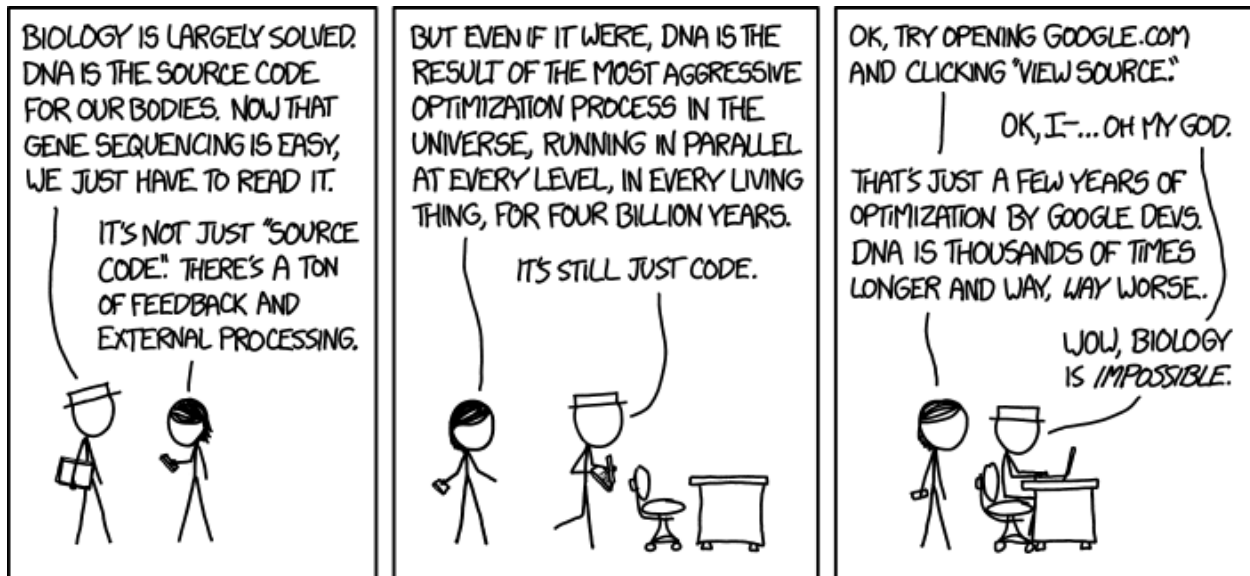 BIOLOGY IS LARGELY SOLVED.
DNA IS THE SOURCE CODE
FOR OUR BODIES. NOW THAT
GENE SEQUENCING IS EASY,
WE JUST HAVE TO READ IT.
IT'S NOT JUST "SOURCE
CODE". THERE'S A TON
OF FEEDBACK AND
EXTERNAL PROCESSING.
BUT EVEN IF IT WERE, DNA IS THE
RESULT OF THE MOST AGGRESSIVE
OPTIMIZATION PROCESS IN THE
UNIVERSE, RUNNING IN PARALLEL
AT EVERY LEVEL, IN EVERY LIVING
THING, FOR FOUR BILLION YEARS.
IT'S STILL JUST CODE.
OK, TRY OPENING GOOGLE.COM
AND CLICKING "VIEW SOURCE."
OK, I-... OH MY GOD.
THAT'S JUST A FEW YEARS OF
OPTIMIZATION BY GOOGLE DEVS.
DNA IS THOUSANDS OF TIMES
LONGER AND WAY, WAY WORSE.
WOW, BIOLOGY
IS IMPOSSIBLE.